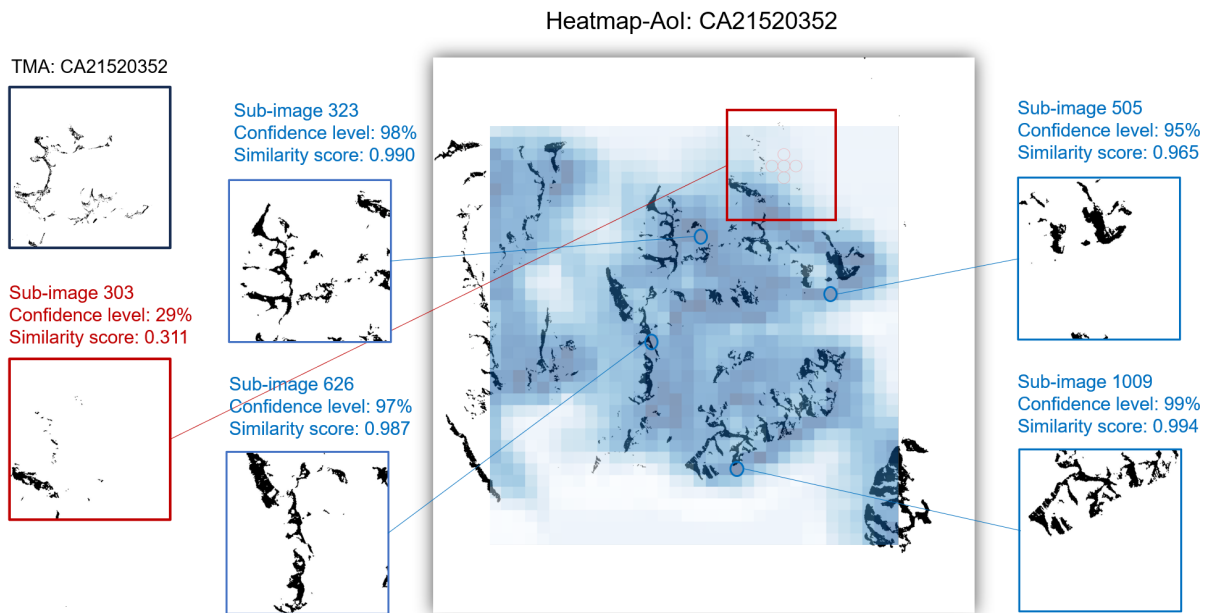 Heatmap-AoI: CA21520352
TMA: CA21520352
Sub-image 323
Confidence level: 98%
Similarity score: 0.990
Sub-image 505
Confidence level: 95%
Similarity score: 0.965
Sub-image 303
Confidence level: 29%
Similarity score: 0.311
Sub-image 626
Confidence level: 97%
Similarity score: 0.987
Sub-image 1009
Confidence level: 99%
Similarity score: 0.994